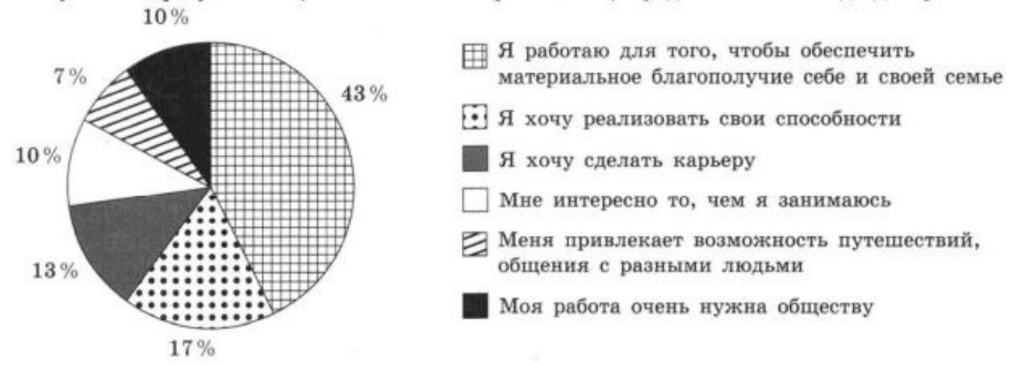 10%
7%
43%
10%
13%
17%
Я работаю для того, чтобы обеспечить
материальное благополучие себе и своей семье
Я хочу реализовать свои способности
Я хочу сделать карьеру
Мне интересно то, чем я занимаюсь
Меня привлекает возможность путешествий,
общения с разными людьми
Моя работа очень нужна обществу